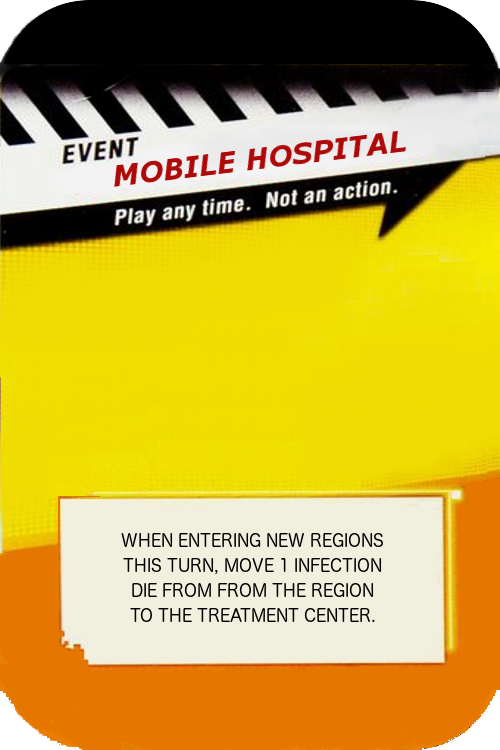 EVENT
MOBILE HOSPITAL
Play any time. Not an action.
WHEN ENTERING NEW REGIONS
THIS TURN, MOVE 1 INFECTION
DIE FROM FROM THE REGION
TO THE TREATMENT CENTER.